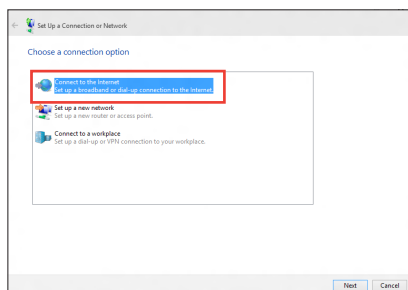 Set Up a Connection or Network
Choose a connection option
Connect to the Internet
Set up a broadband or dial-up connection to the Internet.
Set up a new network
Set up a new router or access point.
Connect to a workplace
Set up a dial-up or VPN connection to your workplace.
Next Cancel